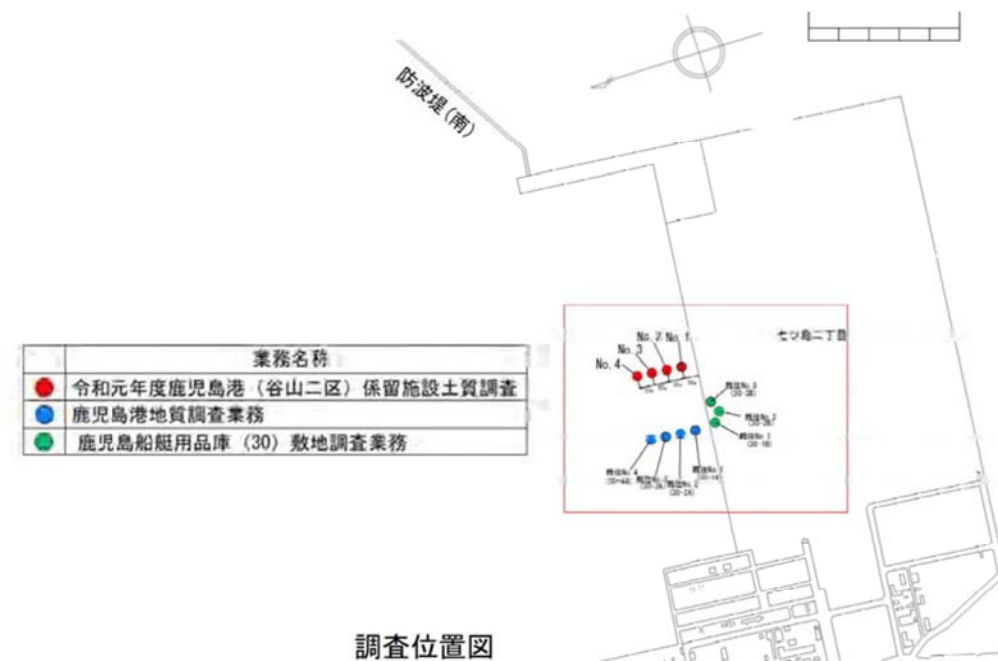 防波堤(南)
七ツ島二丁目
No. 2 No. 1
No. 3
No. 4
業務名称
令和元年度鹿児島港（谷山二区）係留施設土質調査
鹿児島港地質調査業務
鹿児島船艇用品庫（30）敷地調査業務
調査位置図